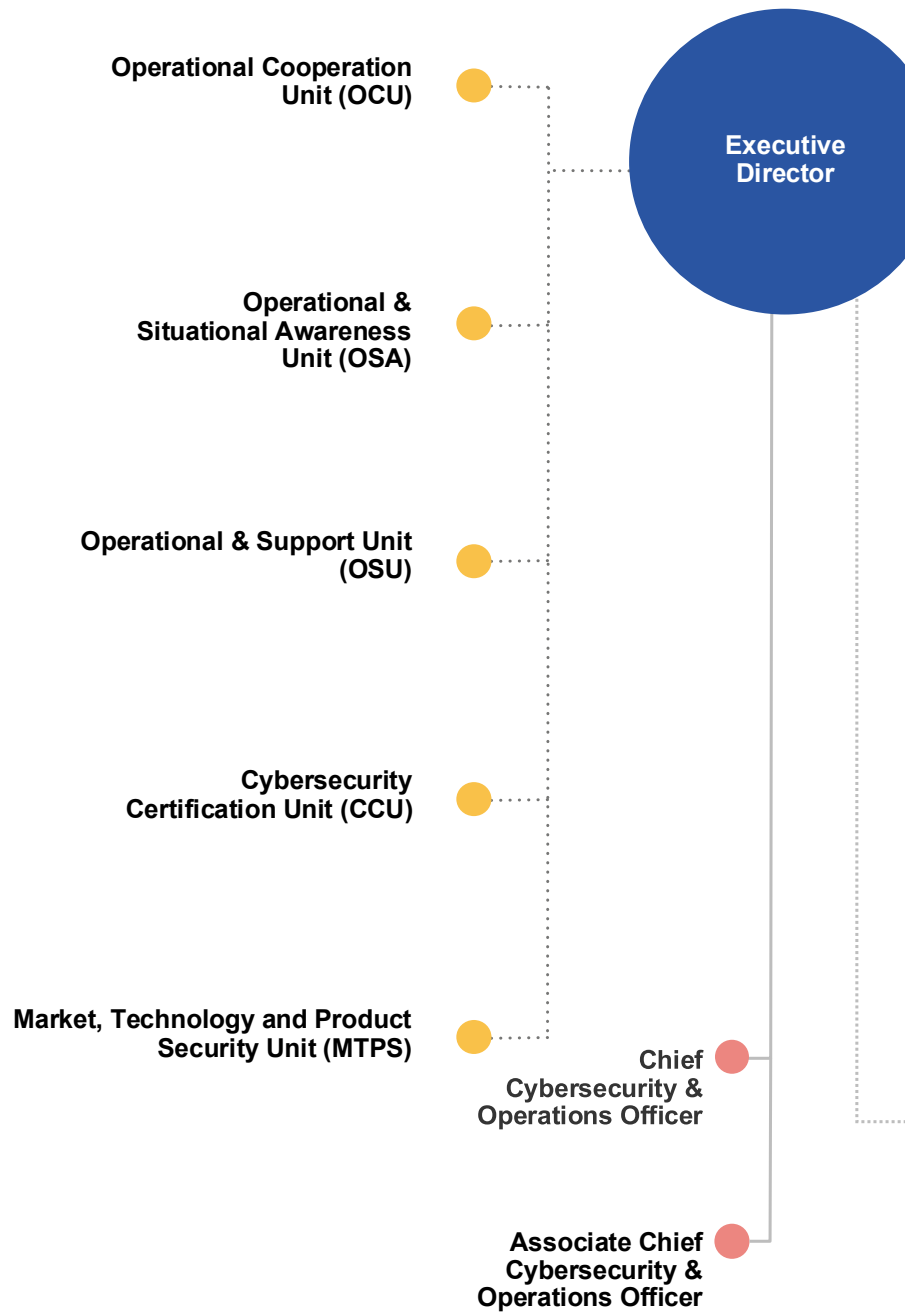 Operational Cooperation
Unit (OCU)
Executive
Director
Operational &
Situational Awareness
Unit (OSA)
Operational & Support Unit
(OSU)
Cybersecurity
Certification Unit (CCU)
Market, Technology and Product
Security Unit (MTPS)
Chief
Cybersecurity &
Operations Officer
Associate Chief
Cybersecurity &
Operations Officer